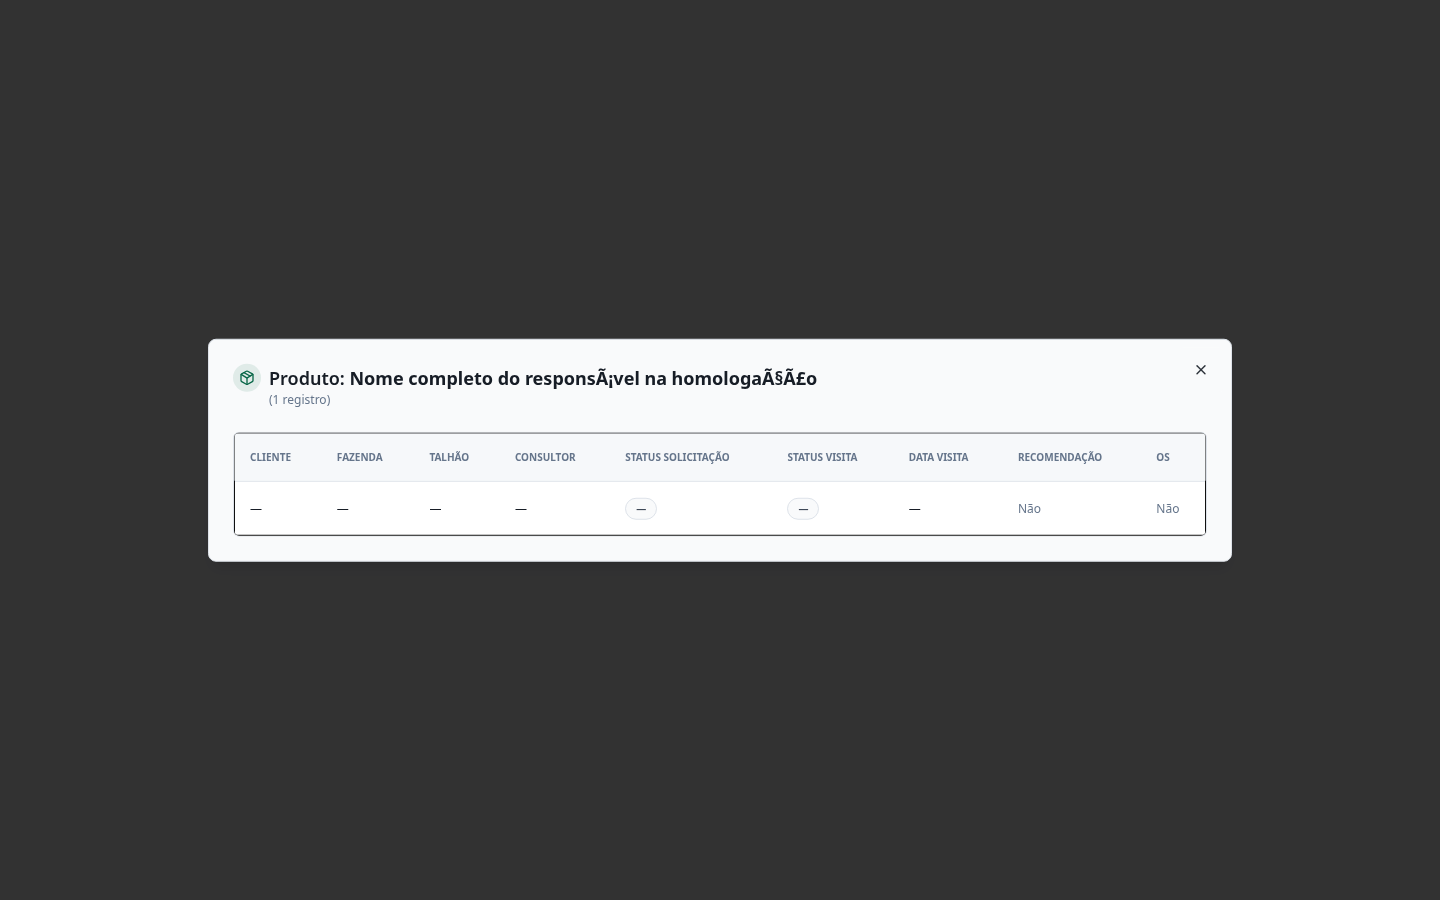 Produto: Nome completo do responsÃ¡vel na homologaÃ§Ã£o
(1 registro)
CLIENTE FAZENDA TALHÃO CONSULTOR STATUS SOLICITAÇÃO STATUS VISITA DATA VISITA RECOMENDAÇÃO OS
— — — — — — — Não Não